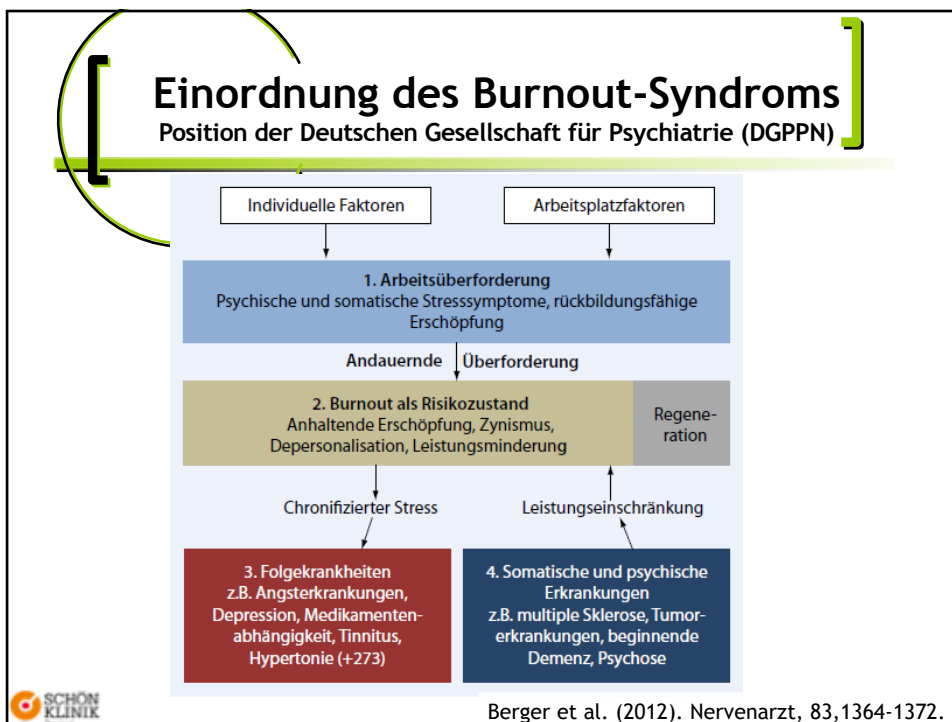 Einordnung des Burnout-Syndroms
Position der Deutschen Gesellschaft für Psychiatrie (DGPPN)
Individuelle Faktoren
Arbeitsplatzfaktoren
1. Arbeitsüberforderung
Psychische und somatische Stresssymptome, rückbildungsfähige
Erschöpfung
Andauernde Überforderung
2. Burnout als Risikozustand
Anhaltende Erschöpfung, Zynismus,
Depersonalisation, Leistungsminderung
Regene-
ration
Chronifizierter Stress
Leistungseinschränkung
3. Folgekrankheiten
z.B. Angsterkrankungen,
Depression, Medikamenten-
abhängigkeit, Tinnitus,
Hypertonie (+273)
4. Somatische und psychische
Erkrankungen
z.B. multiple Sklerose, Tumor-
erkrankungen, beginnende
Demenz, Psychose
SCHÖN
KLINIK
Berger et al. (2012). Nervenarzt, 83,1364-1372.